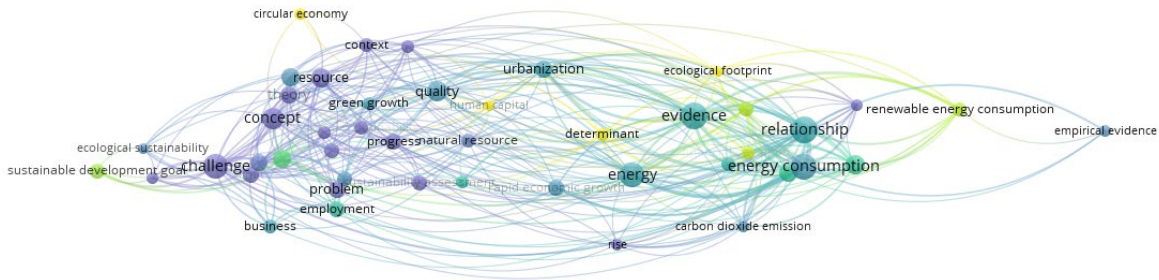 circular economy
context
urbanization
resource
ecological footprint
theory
quality
green growth
human capital
renewable energy consumption
evidence
concept
relationship
empirical evidence
determinant
progress
natural resource
ecological sustainability
challenge
energy consumption
sustainable development goal
energy
sustainability assessment
rapid economic growth
problem
employment
business
carbon dioxide emission
rise